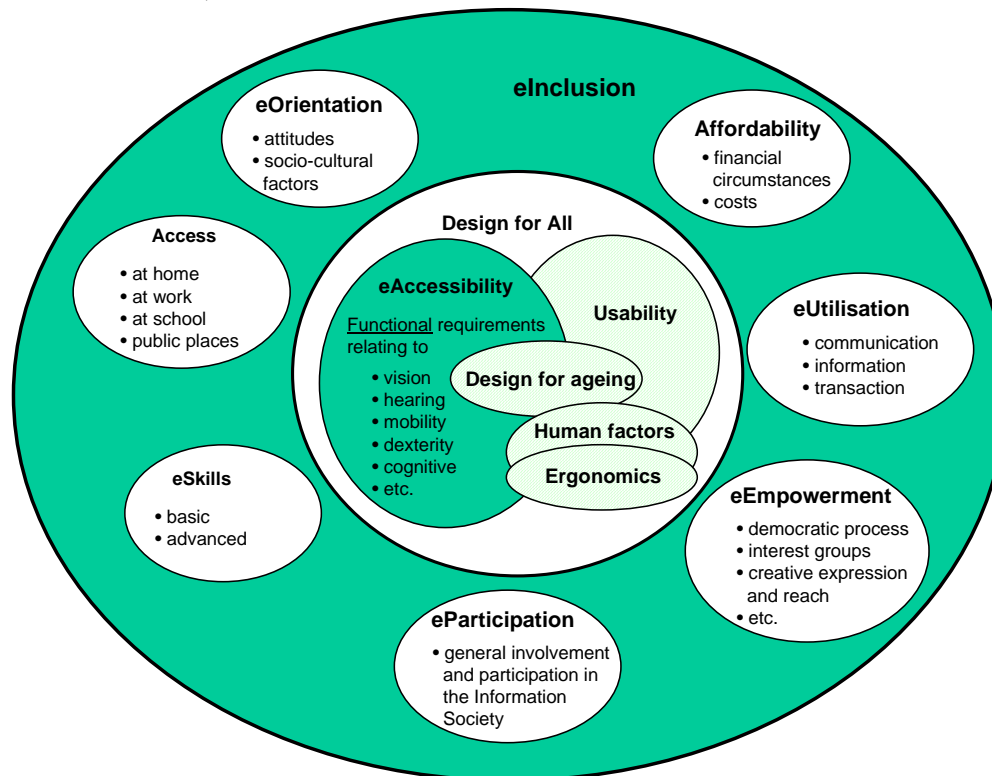 eInclusion
eOrientation
• attitudes
• socio-cultural
factors
Affordability
• financial
circumstances
• costs
Access
• at home
• at work
• at school
• public places
Design for All
eAccessibility
Functional requirements
relating to
• vision
• hearing
• mobility
• dexterity
• cognitive
• etc.
Usability
Design for ageing
Human factors
Ergonomics
eUtilisation
• communication
• information
• transaction
eSkills
• basic
• advanced
eEmpowerment
• democratic process
• interest groups
• creative expression
and reach
• etc.
eParticipation
• general involvement
and participation in
the Information
Society